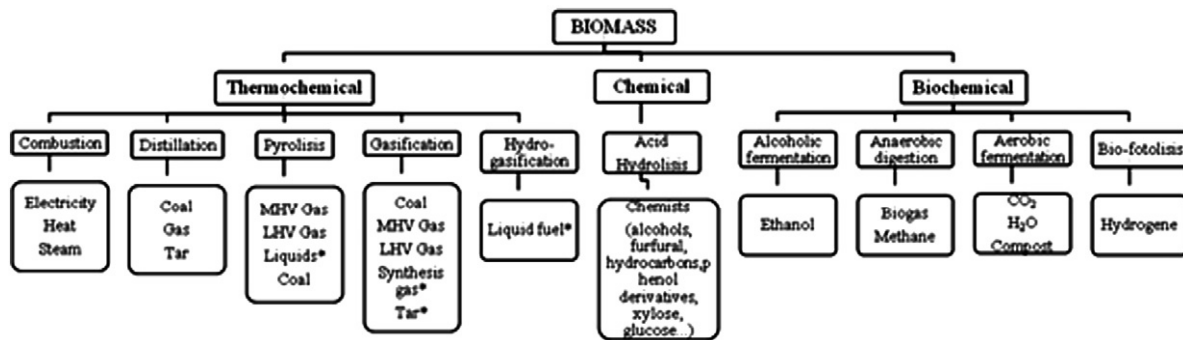 BIOMASS
Thermochemical
Chemical
Biochemical
Combustion
Distillation
Pyrolisis
Gasification
Hydro-
gasification
Acid
Hydrolisis
Alcoholic
fermentation
Anaerobic
digestion
Aerobic
fermentation
Bio-fotolisis
Electricity
Heat
Steam
Coal
Gas
Tar
MHV Gas
LHV Gas
Liquids*
Coal
Coal
MHV Gas
LHV Gas
Synthesis
gas*
Tar*
Liquid fuel*
Chemists
(alcohols,
furfural,
hydrocarbons,p
henol
derivatives,
xylose,
glucose...)
Ethanol
Biogas
Methane
CO₂
H₂O
Compost
Hydrogene